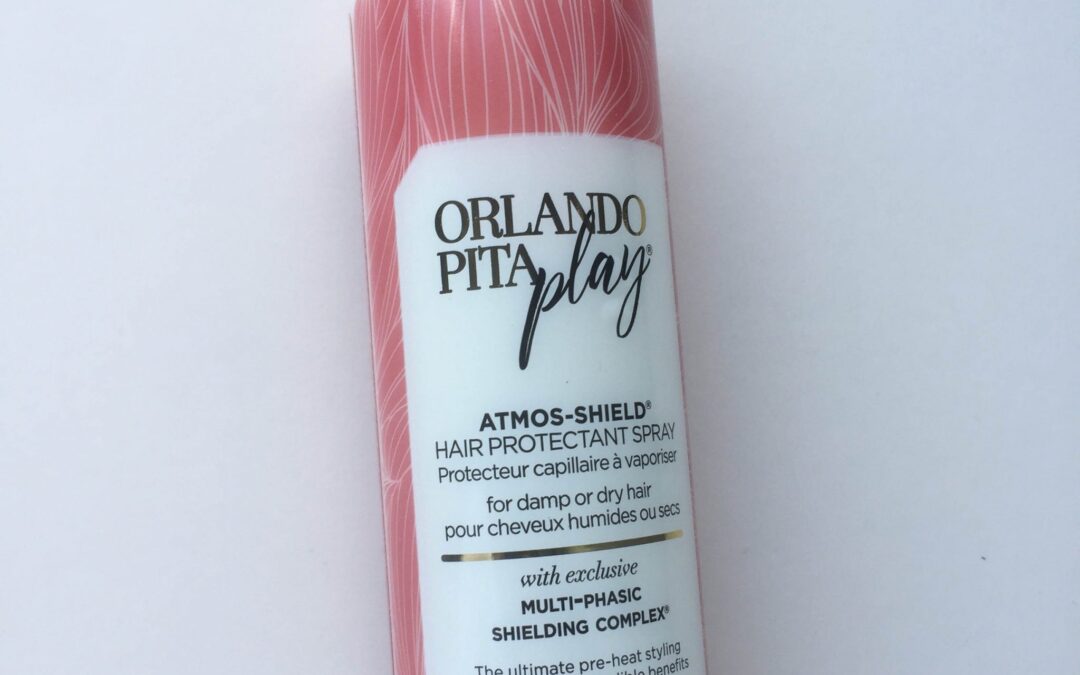 ORLANDO
PITA play®
ATMOS-SHIELD®
HAIR PROTECTANT SPRAY
Protecteur capillaire à vaporiser
for damp or dry hair
pour cheveux humides ou secs
with exclusive
MULTI-PHASIC
SHIELDING COMPLEX®
The ultimate pre-heat styling
benefits